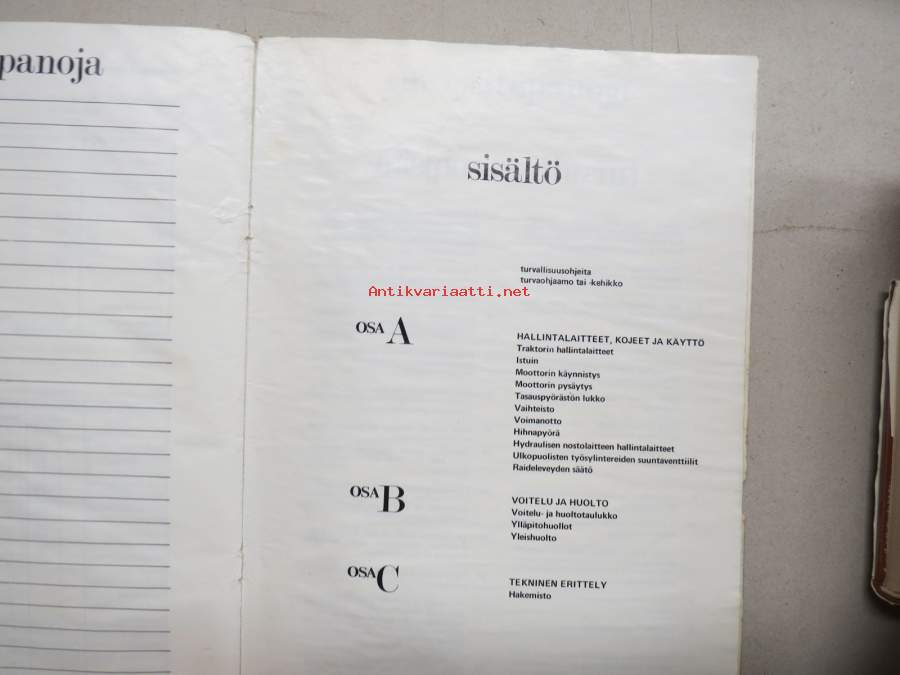 panoja
sisältö
turvallisuusohjeita
turvaohjaamo tai -kehikko
Antikvariaatti.net
OSA A
HALLINTALAITTEET, KOJEET JA KÄYTTÖ
Traktorin hallintalaitteet
Istuin
Moottorin käynnistys
Moottorin pysäytys
Tasauspyörästön lukko
Vaihteisto
Voimanotto
Hihnapyörä
Hydraulisen nostolaitteen hallintalaitteet
Ulkopuolisten työsylintereiden suuntaventtiilit
Raideleveyden säätö
OSA B
VOITELU JA HUOLTO
Voitelu- ja huoltotaulukko
Ylläpitohuollot
Yleishuolto
OSA C
TEKNINEN ERITTELY
Hakemisto